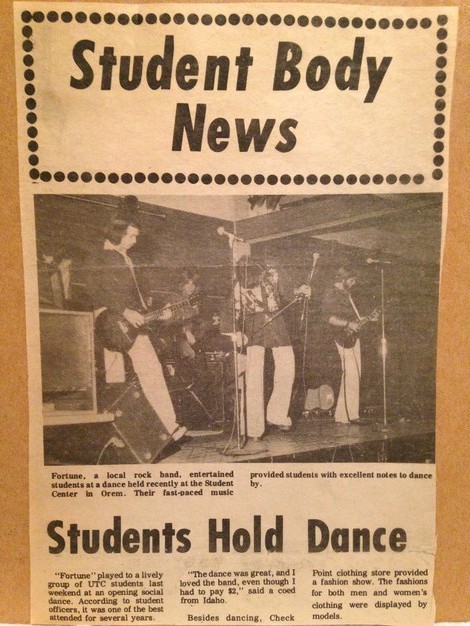 Student Body
News
Fortune, a local rock band, entertained
students at a dance held recently at the Student
Center in Orem. Their fast-paced music
provided students with excellent notes to dance
by.
Students Hold Dance
"Fortune" played to a lively
group of UTC students last
weekend at an opening social
dance. According to student
officers, it was one of the best
attended for several years.
"The dance was great, and I
loved the band, even though I
had to pay $2," said a coed
from Idaho.
Besides dancing, Check
Point clothing store provided
a fashion show. The fashions
for both men and women's
clothing were displayed by
models.